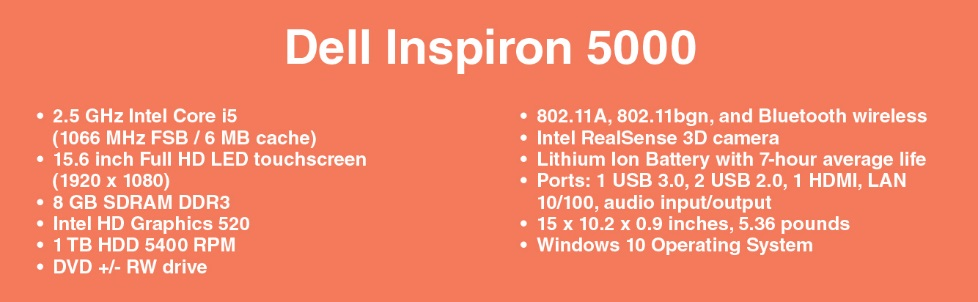 Dell Inspiron 5000
• 2.5 GHz Intel Core i5
(1066 MHz FSB / 6 MB cache)
• 15.6 inch Full HD LED touchscreen
(1920 x 1080)
• 8 GB SDRAM DDR3
• Intel HD Graphics 520
• 1 TB HDD 5400 RPM
• DVD +/- RW drive
• 802.11A, 802.11bgn, and Bluetooth wireless
• Intel RealSense 3D camera
• Lithium Ion Battery with 7-hour average life
• Ports: 1 USB 3.0, 2 USB 2.0, 1 HDMI, LAN
10/100, audio input/output
• 15 x 10.2 x 0.9 inches, 5.36 pounds
• Windows 10 Operating System